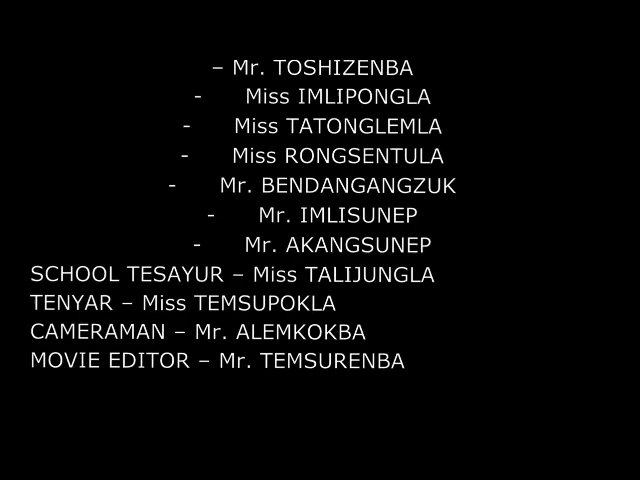 – Mr. TOSHIZENBA
- Miss IMLIPONGLA
- Miss TATONGLEMLA
- Miss RONGSENTULA
- Mr. BENDANGANGZUK
- Mr. IMLISUNEP
- Mr. AKANGSUNEP
SCHOOL TESAYUR – Miss TALIJUNGLA
TENYAR – Miss TEMSUPOKLA
CAMERAMAN – Mr. ALEMKOKBA
MOVIE EDITOR – Mr. TEMSURENBA